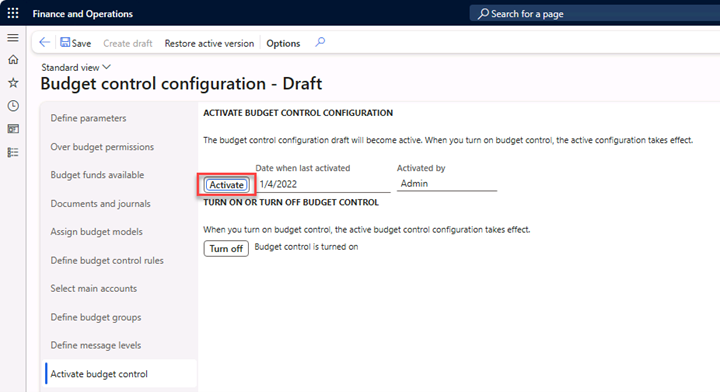 Finance and Operations
Search for a page
Save
Create draft
Restore active version
Options
Standard view
Budget control configuration - Draft
Define parameters
Over budget permissions
Budget funds available
Documents and journals
Assign budget models
Define budget control rules
Select main accounts
Define budget groups
Define message levels
Activate budget control
ACTIVATE BUDGET CONTROL CONFIGURATION
The budget control configuration draft will become active. When you turn on budget control, the active configuration takes effect.
Date when last activated
Activated by
Activate
1/4/2022
Admin
TURN ON OR TURN OFF BUDGET CONTROL
When you turn on budget control, the active budget control configuration takes effect.
Turn off
Budget control is turned on